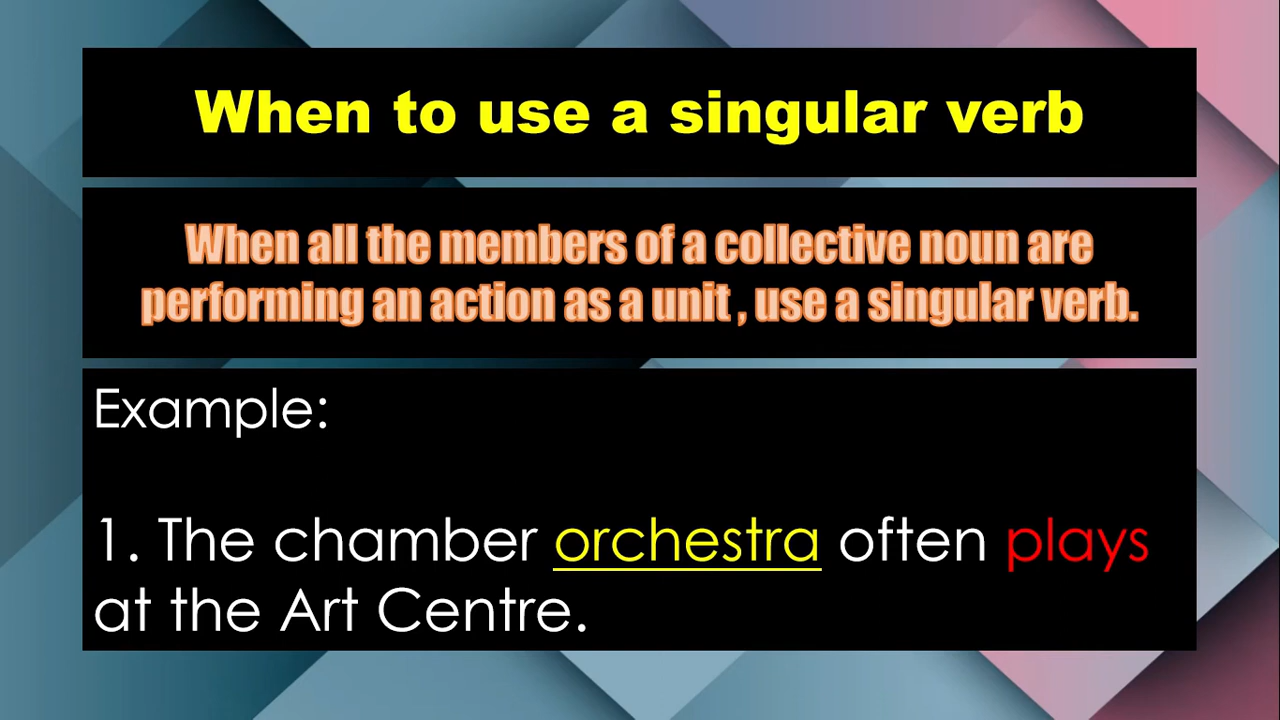 When to use a singular verb
When all the members of a collective noun are
performing an action as a unit , use a singular verb.
Example:
1. The chamber orchestra often plays
at the Art Centre.